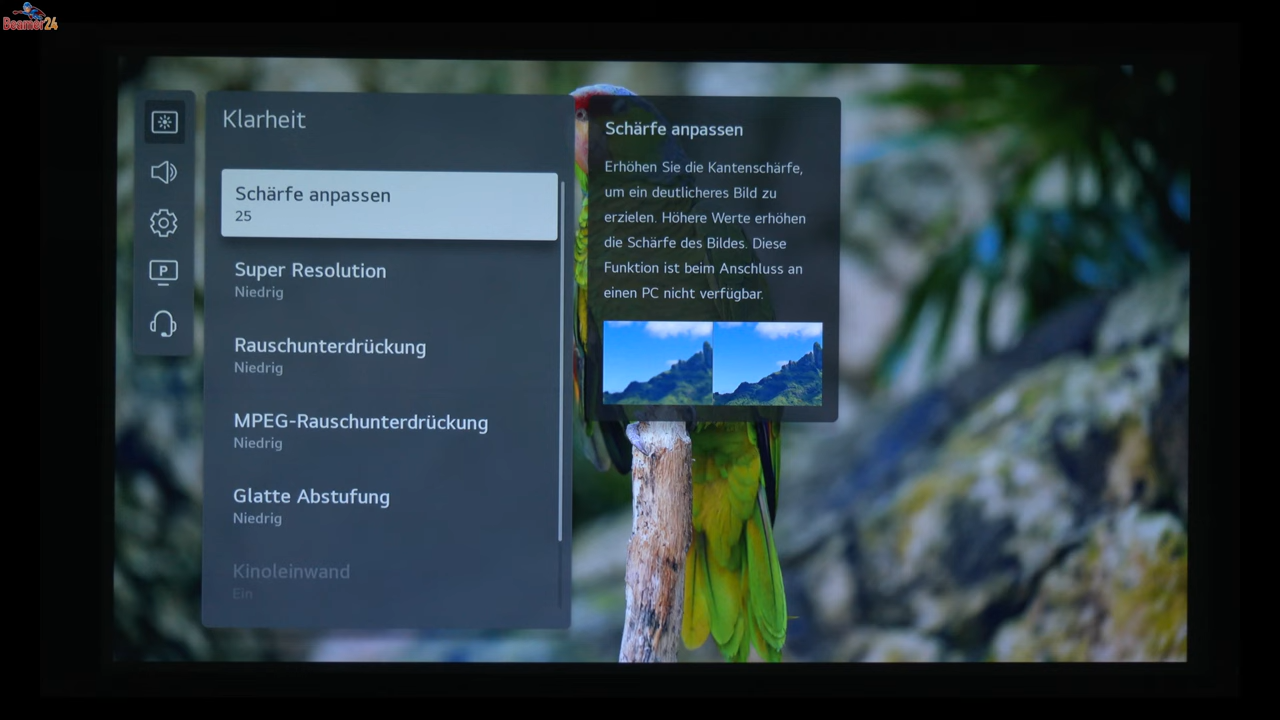 Beamer24
Klarheit
Schärfe anpassen
25
Super Resolution
Niedrig
Rauschunterdrückung
Niedrig
MPEG-Rauschunterdrückung
Niedrig
Glatte Abstufung
Niedrig
Kinoleinwand
Ein
Schärfe anpassen
Erhöhen Sie die Kantenschärfe,
um ein deutlicheres Bild zu
erzielen. Höhere Werte erhöhen
die Schärfe des Bildes. Diese
Funktion ist beim Anschluss an
einen PC nicht verfügbar.
P